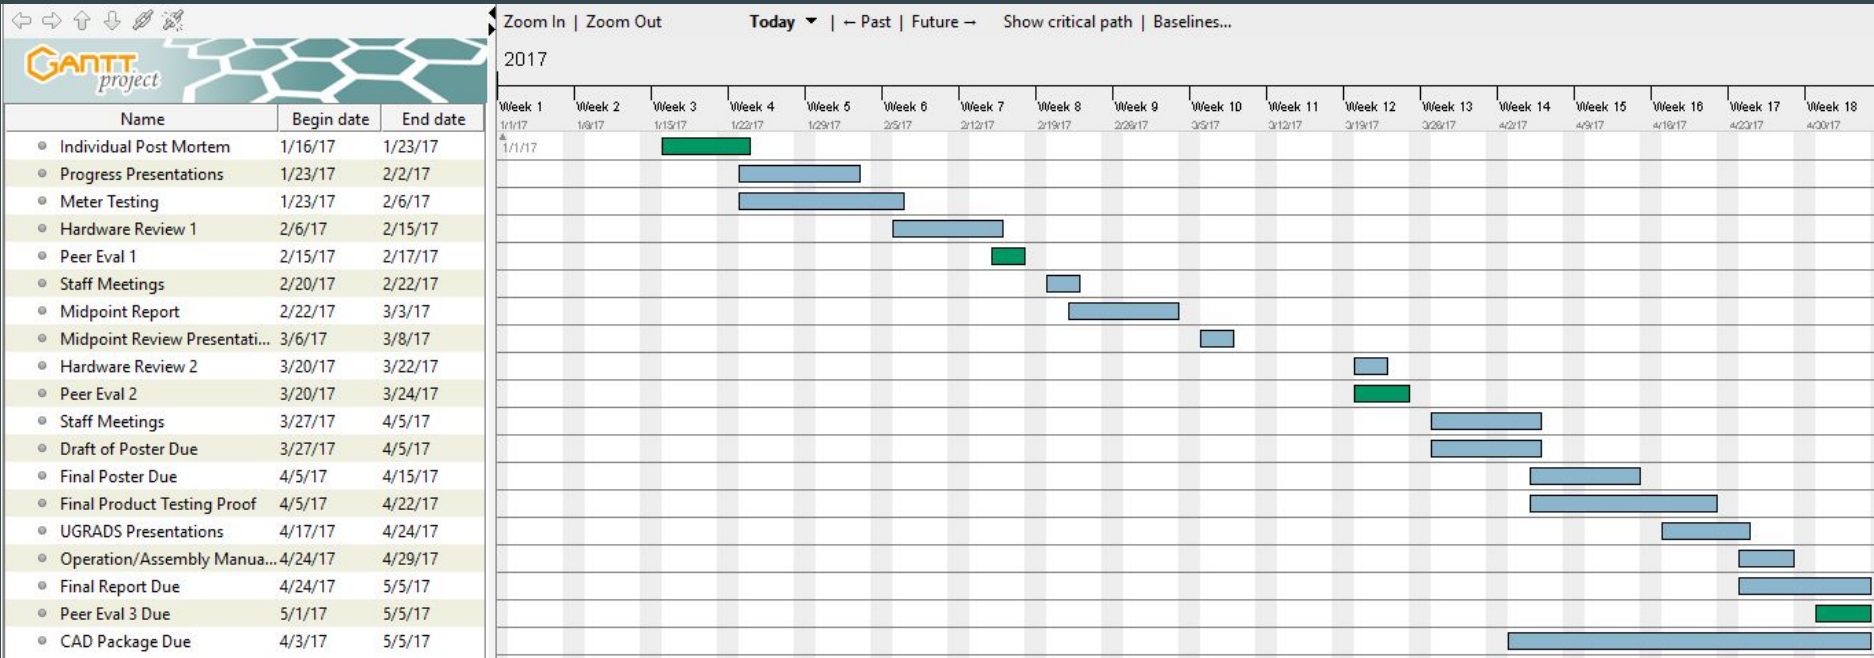 Zoom In | Zoom Out Today ▼ | ← Past | Future → Show critical path | Baselines...
2017
GANTT
project
Week 1 Week 2 Week 3 Week 4 Week 5 Week 6 Week 7 Week 8 Week 9 Week 10 Week 11 Week 12 Week 13 Week 14 Week 15 Week 16 Week 17 Week 18
1/1/17 1/8/17 1/15/17 1/22/17 1/29/17 2/5/17 2/12/17 2/19/17 2/26/17 3/5/17 3/12/17 3/19/17 3/26/17 4/2/17 4/9/17 4/16/17 4/23/17 4/30/17
Name Begin date End date
Individual Post Mortem 1/16/17 1/23/17 1/1/17
Progress Presentations 1/23/17 2/2/17
Meter Testing 1/23/17 2/6/17
Hardware Review 1 2/6/17 2/15/17
Peer Eval 1 2/15/17 2/17/17
Staff Meetings 2/20/17 2/22/17
Midpoint Report 2/22/17 3/3/17
Midpoint Review Presentati... 3/6/17 3/8/17
Hardware Review 2 3/20/17 3/22/17
Peer Eval 2 3/20/17 3/24/17
Staff Meetings 3/27/17 4/5/17
Draft of Poster Due 3/27/17 4/5/17
Final Poster Due 4/5/17 4/15/17
Final Product Testing Proof 4/5/17 4/22/17
UGRADS Presentations 4/17/17 4/24/17
Operation/Assembly Manua... 4/24/17 4/29/17
Final Report Due 4/24/17 5/5/17
Peer Eval 3 Due 5/1/17 5/5/17
CAD Package Due 4/3/17 5/5/17